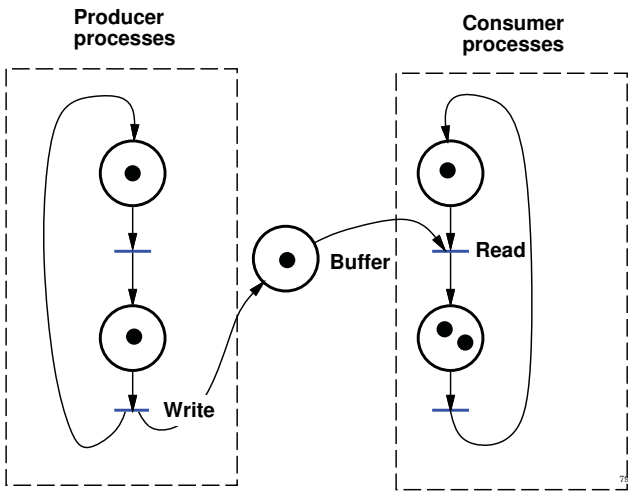 Producer
processes
Consumer
processes
Buffer
Read
Write